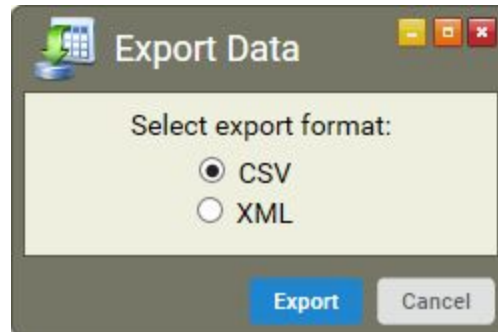 Export Data
Select export format:
CSV
XML
Export Cancel